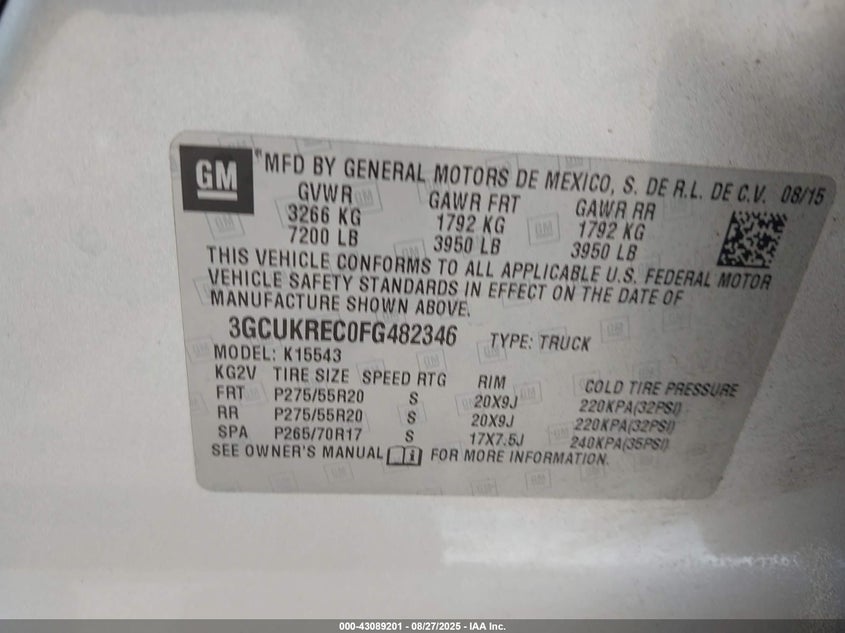 GM MFD BY GENERAL MOTORS DE MEXICO, S. DE R.L. DE C.V. 08/15
GVWR GAWR FRT GAWR RR
3266 KG 1792 KG 1792 KG
7200 LB 3950 LB 3950 LB
THIS VEHICLE CONFORMS TO ALL APPLICABLE U.S. FEDERAL MOTOR
VEHICLE SAFETY STANDARDS IN EFFECT ON THE DATE OF
MANUFACTURE SHOWN ABOVE.
3GCUKREC0FG482346 TYPE: TRUCK
MODEL: K15543
KG2V TIRE SIZE SPEED RTG RIM COLD TIRE PRESSURE
FRT P275/55R20 S 20X9J 220KPA(32PSI)
RR P275/55R20 S 20X9J 220KPA(32PSI)
SPA P265/70R17 S 17X7.5J 240KPA(35PSI)
SEE OWNER'S MANUAL FOR MORE INFORMATION.
000-43089201 - 08/27/2025 - IAA Inc.